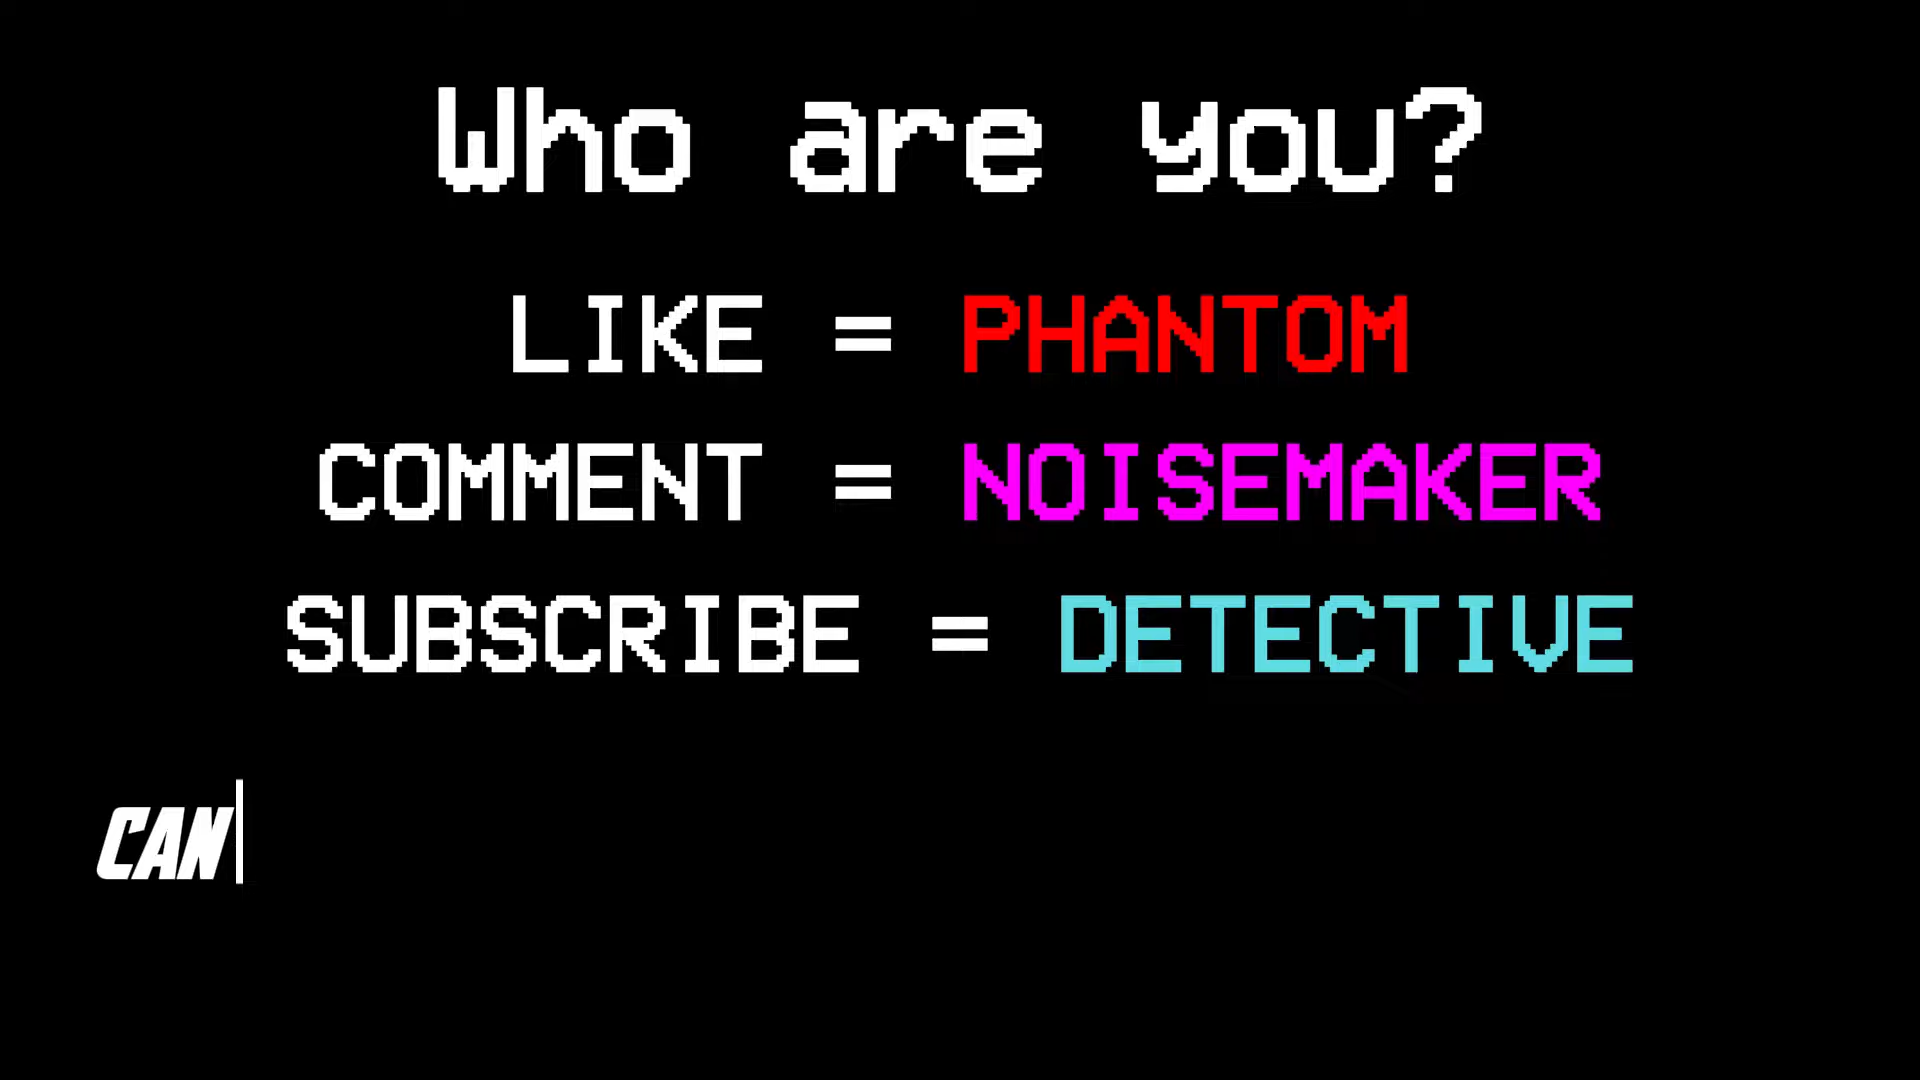 Who are you?
LIKE = PHANTOM
COMMENT = NOISEMAKER
SUBSCRIBE = DETECTIVE
CAN